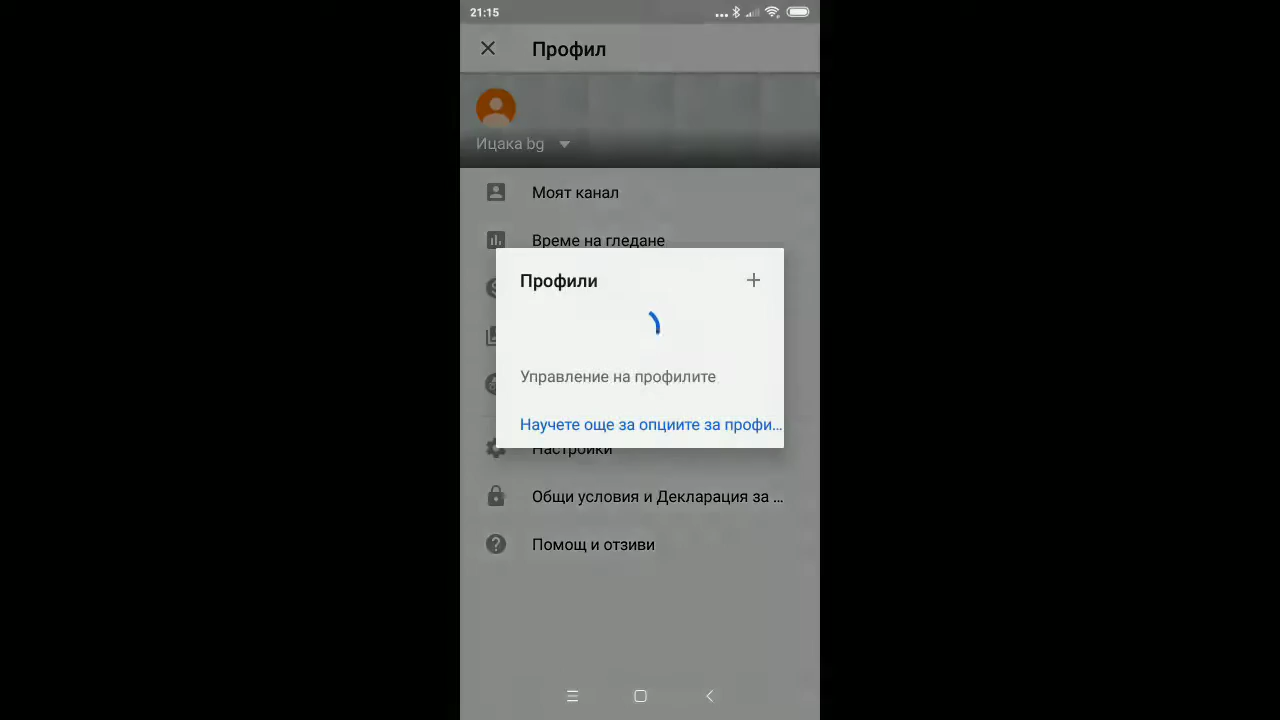 21:15
Профил
Ицака bg
Моят канал
Време на гледане
Профили
Управление на профилите
Научете още за опциите за профи...
Настройки
Общи условия и Декларация за ...
Помощ и отзиви